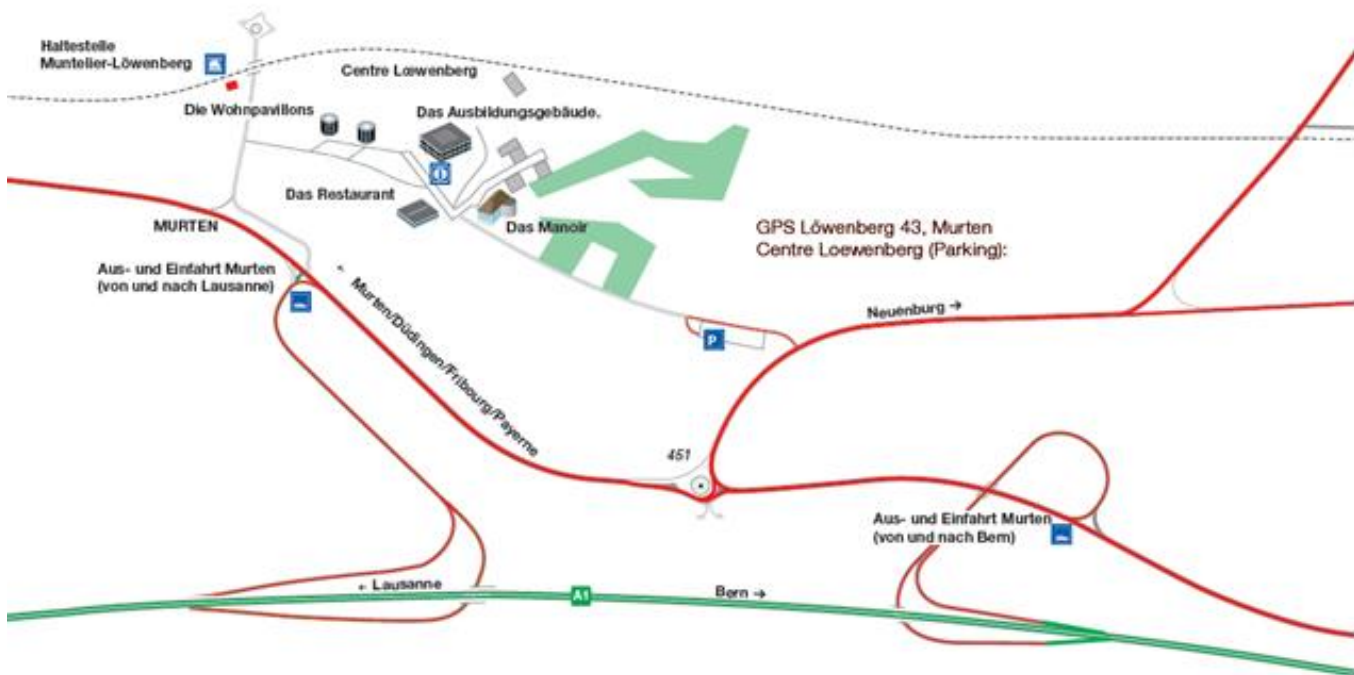 Haltestelle
Muntelier-Löwenberg
Centre Lœwenberg
Die Wohnpavillons
Das Ausbildungsgebäude.
Das Restaurant
Das Manoir
MURTEN
GPS Löwenberg 43, Murten
Centre Loewenberg (Parking):
Aus- und Einfahrt Murten
(von und nach Lausanne)
← Murten/Düdingen/Fribourg/Payerne
Neuenburg →
P
451
Aus- und Einfahrt Murten
(von und nach Bern)
← Lausanne
A1
Bern →